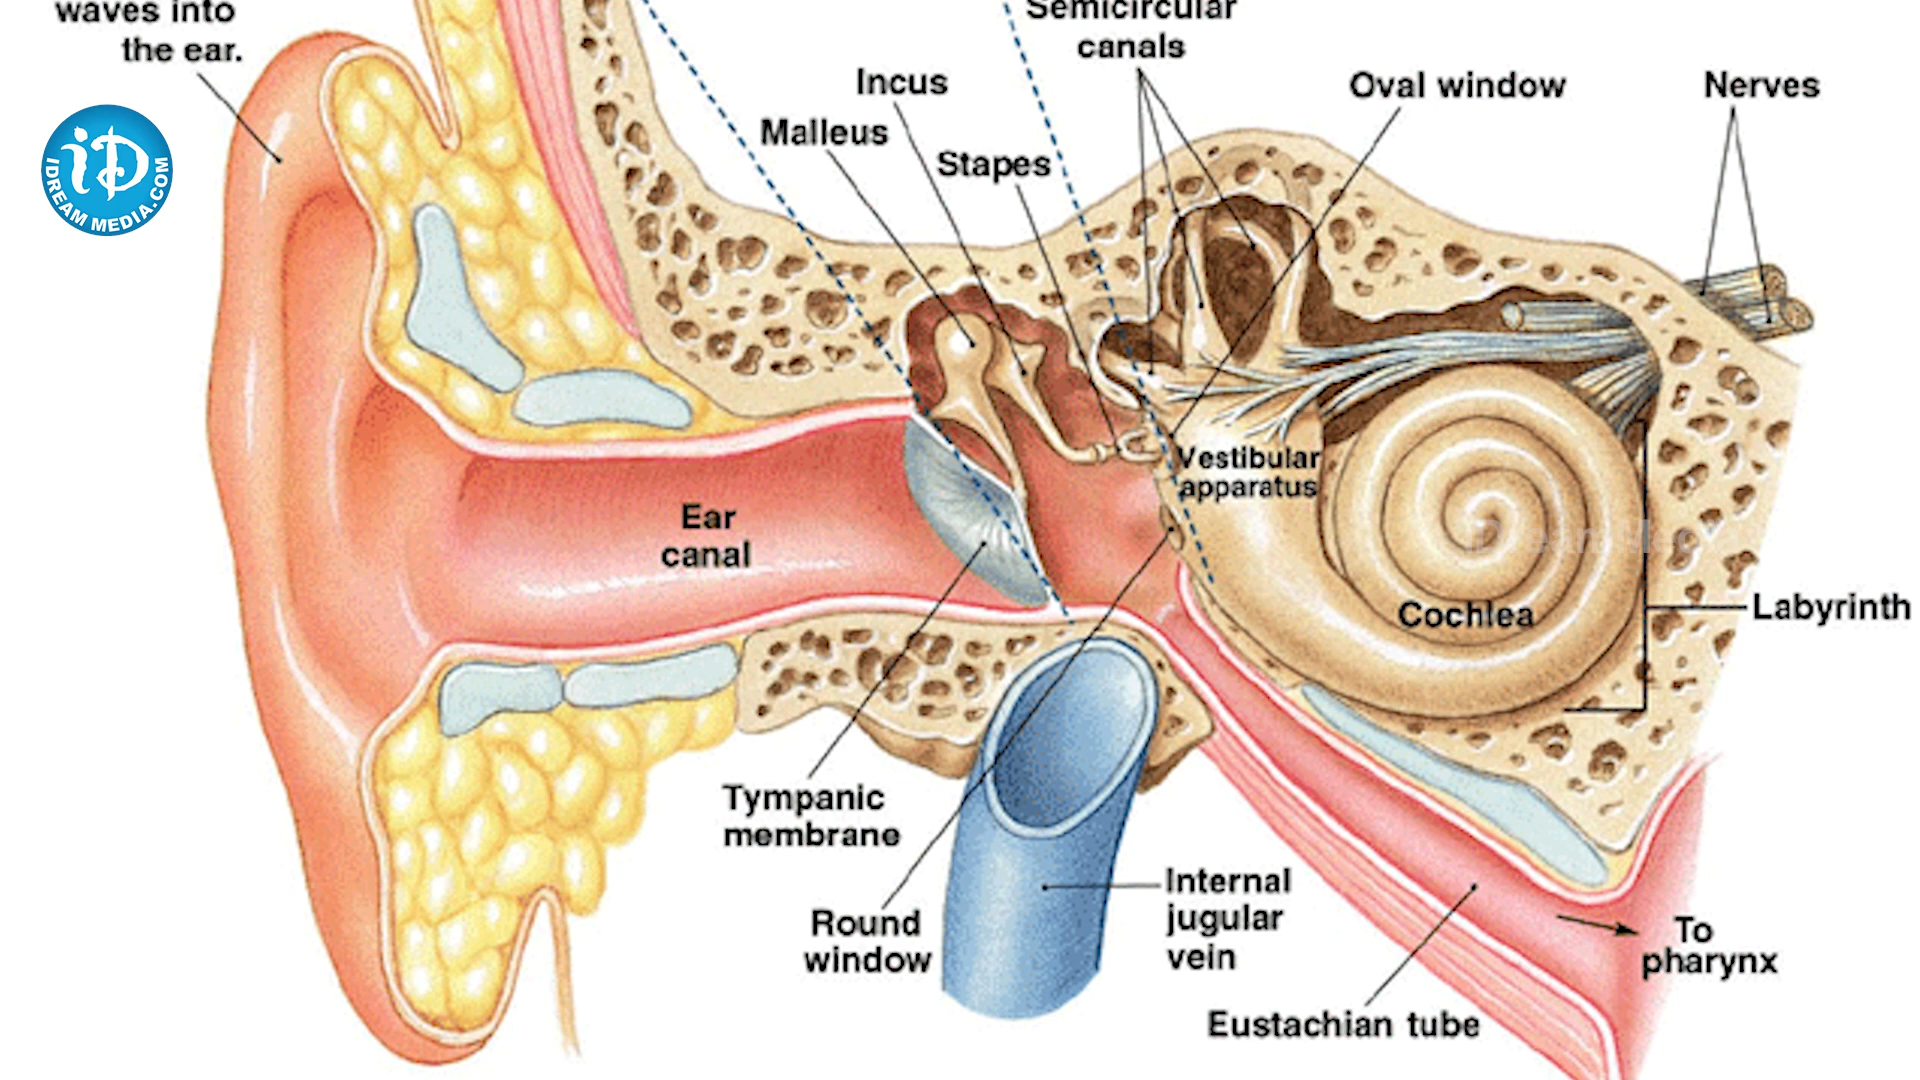 waves into
the ear.
Semicircular
canals
Incus
Malleus
Stapes
Oval window
Nerves
iD
IDREAM MEDIA.COM
Vestibular
apparatus
Ear
canal
Cochlea
Labyrinth
Tympanic
membrane
Round
window
Internal
jugular
vein
To
pharynx
Eustachian tube